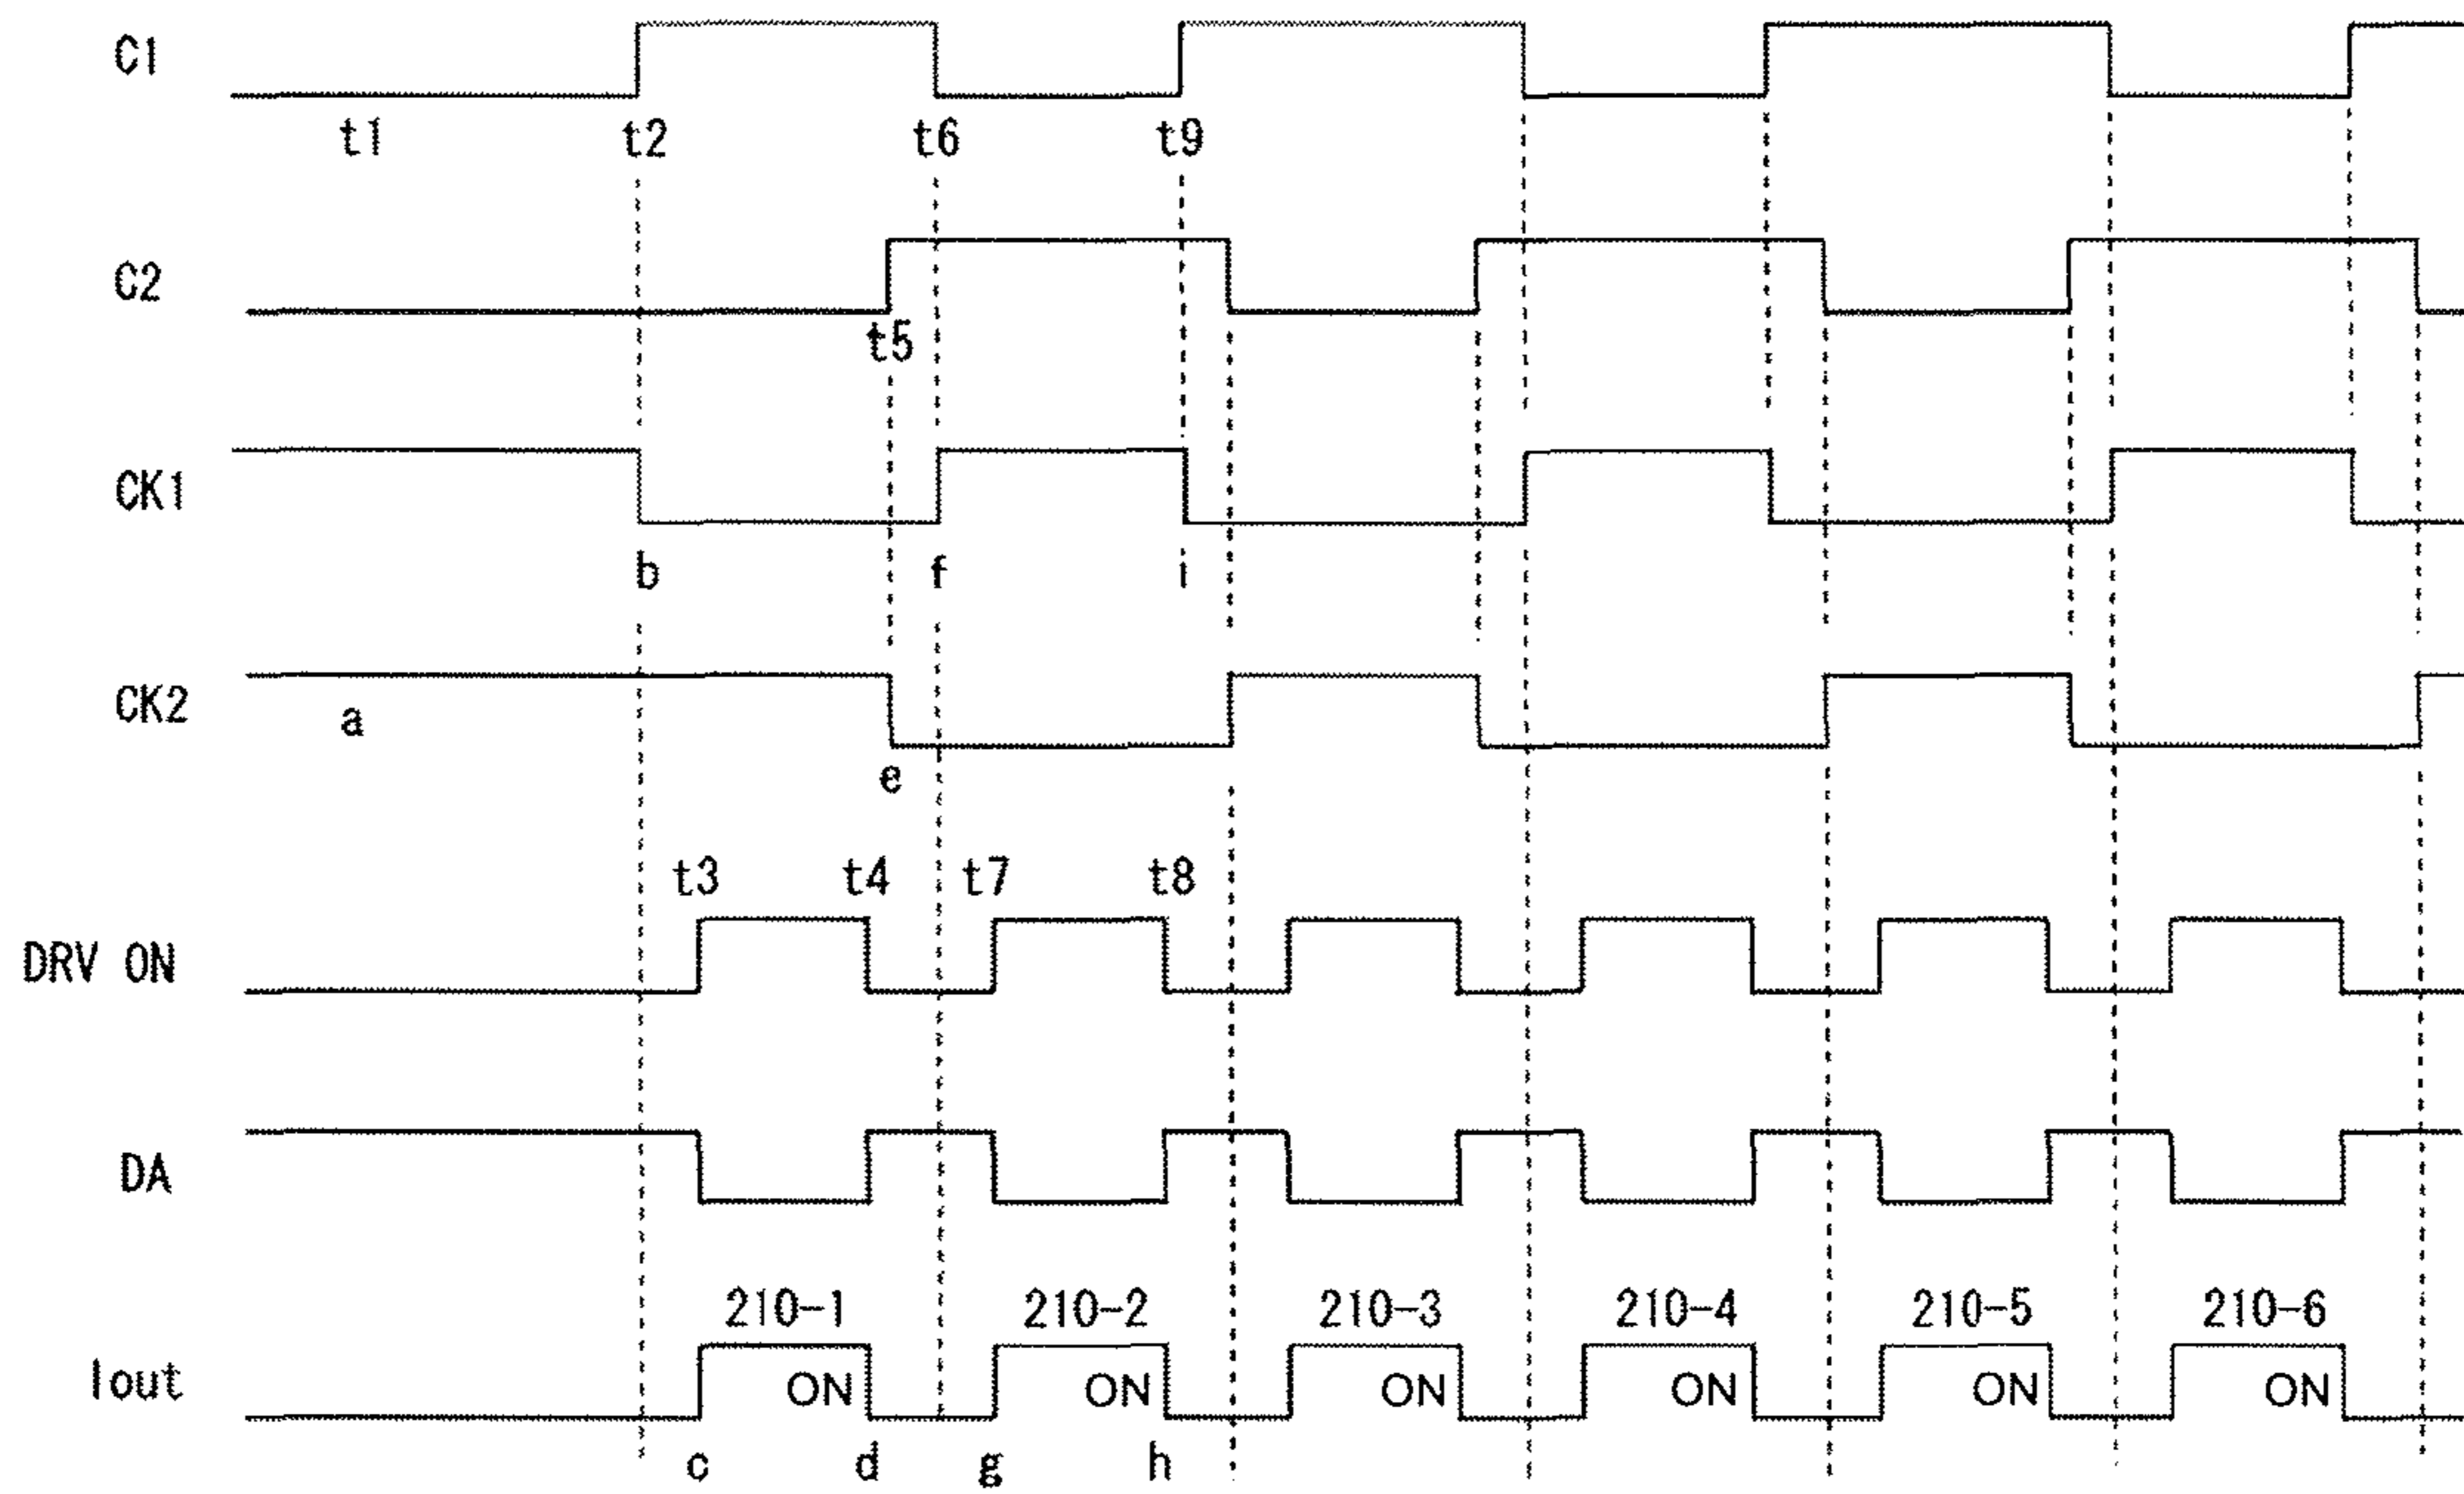 C1
t1 t2 t6 t9
C2
t5
CK1
b f i
CK2
a
e
t3 t4 t7 t8
DRV ON
DA
210-1 210-2 210-3 210-4 210-5 210-6
Iout ON ON ON ON ON ON
c d g h